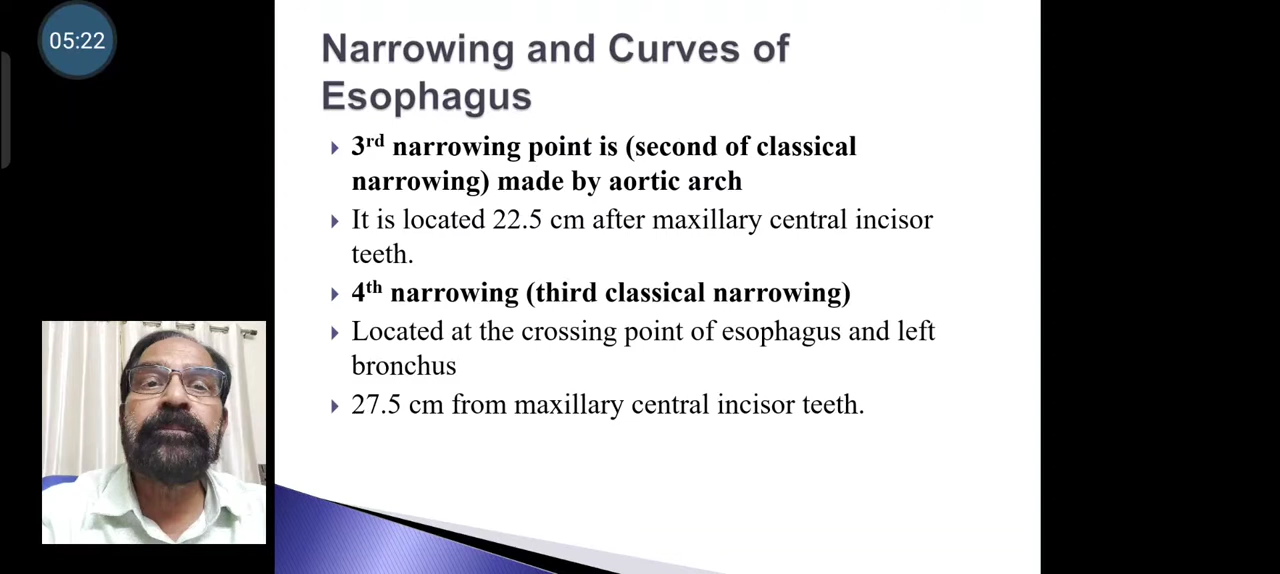 05:22
Narrowing and Curves of
Esophagus
3rd narrowing point is (second of classical
narrowing) made by aortic arch
It is located 22.5 cm after maxillary central incisor
teeth.
4th narrowing (third classical narrowing)
Located at the crossing point of esophagus and left
bronchus
27.5 cm from maxillary central incisor teeth.